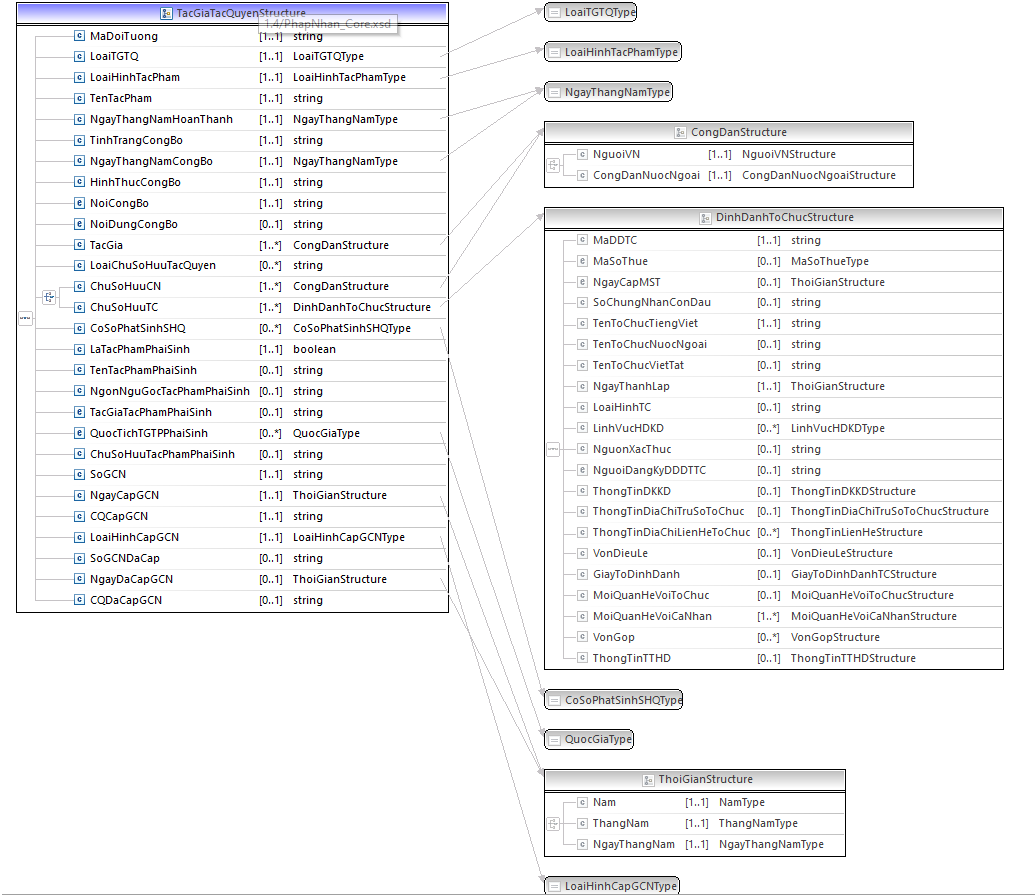 TacGiaTacQuyenStructure
1.4/PhapNhan_Core.xsd
MaDoiTuong [1..1] string
LoaiTGTQ [1..1] LoaiTGTQType
LoaiHinhTacPham [1..1] LoaiHinhTacPhamType
TenTacPham [1..1] string
NgayThangNamHoanThanh [1..1] NgayThangNamType
TinhTrangCongBo [1..1] string
NgayThangNamCongBo [1..1] NgayThangNamType
HinhThucCongBo [1..1] string
NoiCongBo [1..1] string
NoiDungCongBo [0..1] string
TacGia [1..*] CongDanStructure
LoaiChuSoHuuTacQuyen [0..*] string
ChuSoHuuCN [1..*] CongDanStructure
ChuSoHuuTC [1..*] DinhDanhToChucStructure
CoSoPhatSinhSHQ [0..*] CoSoPhatSinhSHQType
LaTacPhamPhaiSinh [1..1] boolean
TenTacPhamPhaiSinh [0..1] string
NgonNguGocTacPhamPhaiSinh [0..1] string
TacGiaTacPhamPhaiSinh [0..1] string
QuocTichTGTPPhaiSinh [0..*] QuocGiaType
ChuSoHuuTacPhamPhaiSinh [0..1] string
SoGCN [1..1] string
NgayCapGCN [1..1] ThoiGianStructure
CQCapGCN [1..1] string
LoaiHinhCapGCN [1..1] LoaiHinhCapGCNType
SoGCNDaCap [0..1] string
NgayDaCapGCN [0..1] ThoiGianStructure
CQDaCapGCN [0..1] string
LoaiTGTQType
LoaiHinhTacPhamType
NgayThangNamType
CongDanStructure
NguoiVN [1..1] NguoiVNStructure
CongDanNuocNgoai [1..1] CongDanNuocNgoaiStructure
DinhDanhToChucStructure
MaDDTC [1..1] string
MaSoThue [0..1] MaSoThueType
NgayCapMST [0..1] ThoiGianStructure
SoChungNhanConDau [0..1] string
TenToChucTiengViet [1..1] string
TenToChucNuocNgoai [0..1] string
TenToChucVietTat [0..1] string
NgayThanhLap [1..1] ThoiGianStructure
LoaiHinhTC [0..1] string
LinhVucHDKD [0..*] LinhVucHDKDType
NguonXacThuc [0..1] string
NguoiDangKyDDDTTC [0..1] string
ThongTinDKKD [0..1] ThongTinDKKDStructure
ThongTinDiaChiTruSoToChuc [0..1] ThongTinDiaChiTruSoToChucStructure
ThongTinDiaChiLienHeToChuc [0..*] ThongTinLienHeStructure
VonDieuLe [0..1] VonDieuLeStructure
GiayToDinhDanh [0..1] GiayToDinhDanhTCStructure
MoiQuanHeVoiToChuc [0..1] MoiQuanHeVoiToChucStructure
MoiQuanHeVoiCaNhan [1..*] MoiQuanHeVoiCaNhanStructure
VonGop [0..*] VonGopStructure
ThongTinTTHD [0..1] ThongTinTTHDStructure
CoSoPhatSinhSHQType
QuocGiaType
ThoiGianStructure
Nam [1..1] NamType
ThangNam [1..1] ThangNamType
NgayThangNam [1..1] NgayThangNamType
LoaiHinhCapGCNType